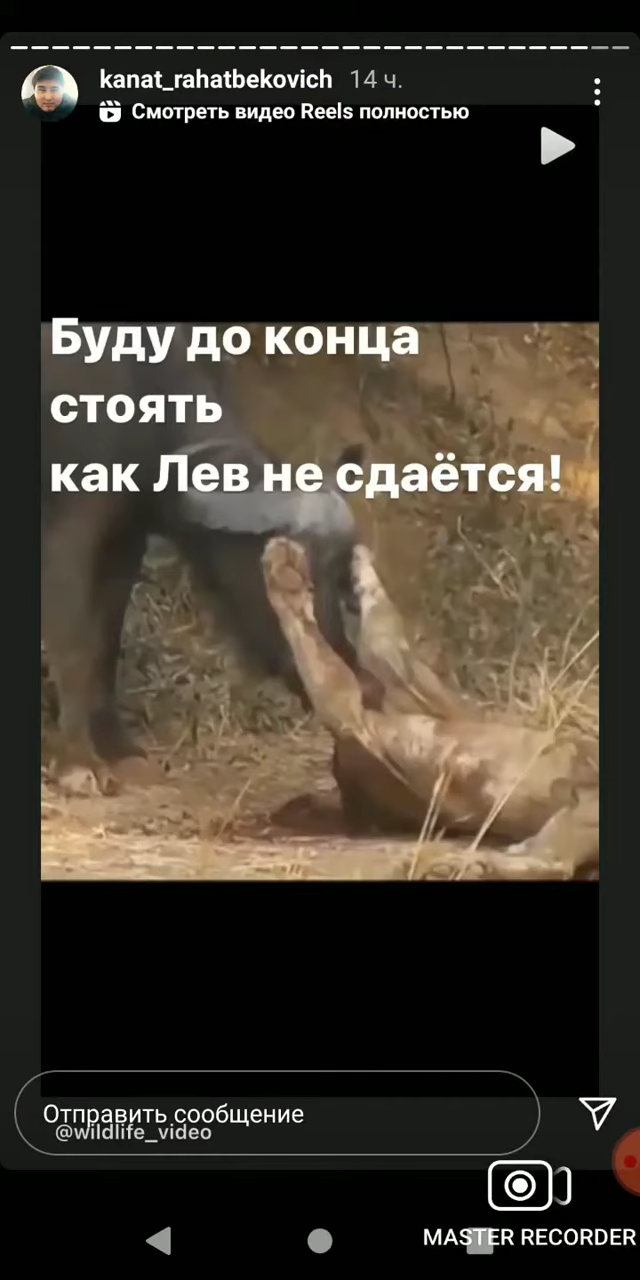 kanat_rahatbekovich 14 ч.
Смотреть видео Reels полностью
Буду до конца
стоять
как Лев не сдаётся!
Отправить сообщение
@wildlife_video
MASTER RECORDER